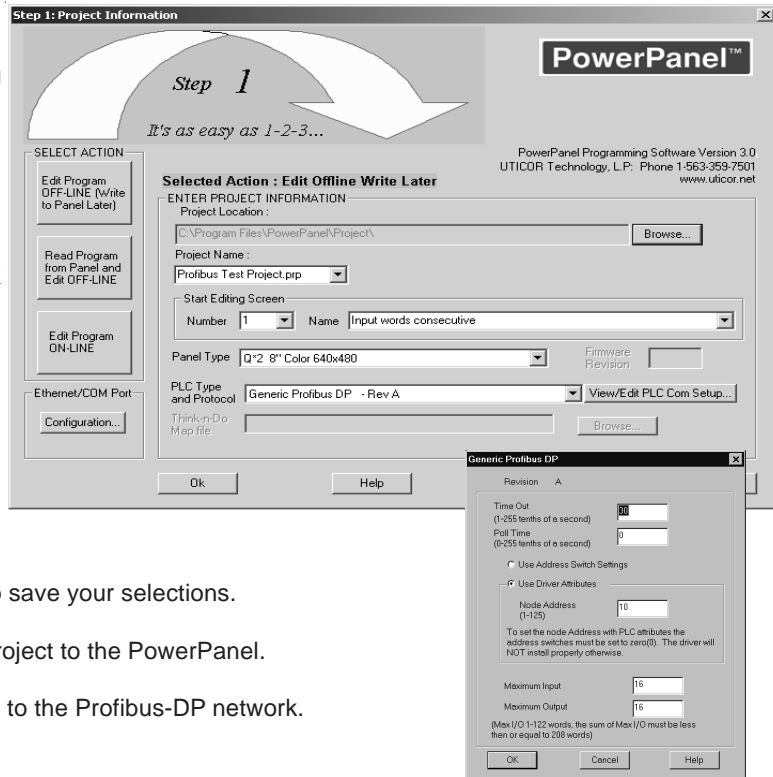 Step 1: Project Information
PowerPanel™
Step 1
It's as easy as 1-2-3...
PowerPanel Programming Software Version 3.0
UTICOR Technology, L.P: Phone 1-563-359-7501
www.uticor.net
SELECT ACTION
Edit Program
OFF-LINE (Write
to Panel Later)
Read Program
from Panel and
Edit OFF-LINE
Edit Program
ON-LINE
Ethernet/COM Port
Configuration...
Selected Action : Edit Offline Write Later
ENTER PROJECT INFORMATION
Project Location :
C:\Program Files\PowerPanel\Project\
Browse...
Project Name :
Profibus Test Project.prp
Start Editing Screen
Number 1 Name Input words consecutive
Panel Type Q*2 8" Color 640x480
Firmware
Revision
PLC Type
and Protocol Generic Profibus DP - Rev A View/Edit PLC Com Setup...
Think-n-Do
Map file
Browse...
Ok
Help
Generic Profibus DP
Revision A
Time Out
(1-255 tenths of a second)
30
Poll Time
(0-255 tenths of a second)
0
Use Address Switch Settings
Use Driver Attributes
Node Address
(1-125)
10
To set the node Address with PLC attributes the
address switches must be set to zero(0). The driver will
NOT install properly otherwise.
Maximum Input 16
Maximum Output 16
(Max I/O 1-122 words, the sum of Max I/O must be less
then or equal to 208 words)
OK
Cancel
Help
save your selections.
roject to the PowerPanel.
to the Profibus-DP network.